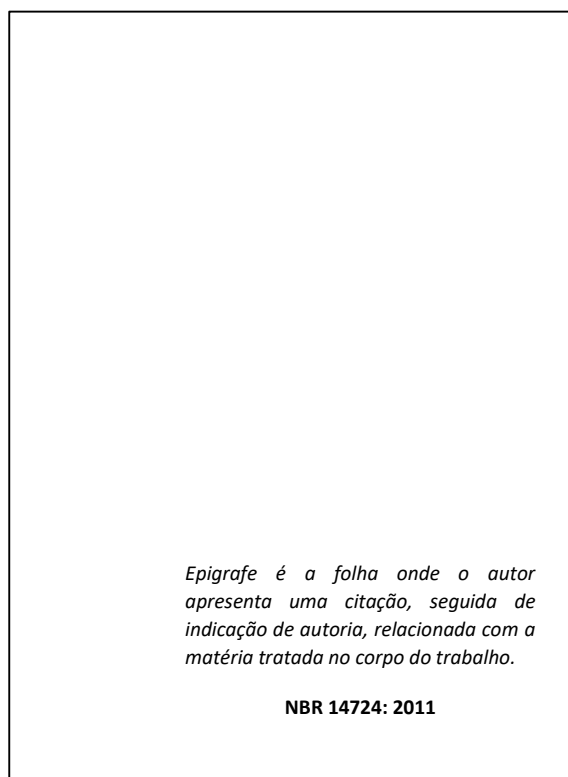 Epigrafe é a folha onde o autor
apresenta uma citação, seguida de
indicação de autoria, relacionada com a
matéria tratada no corpo do trabalho.
NBR 14724: 2011